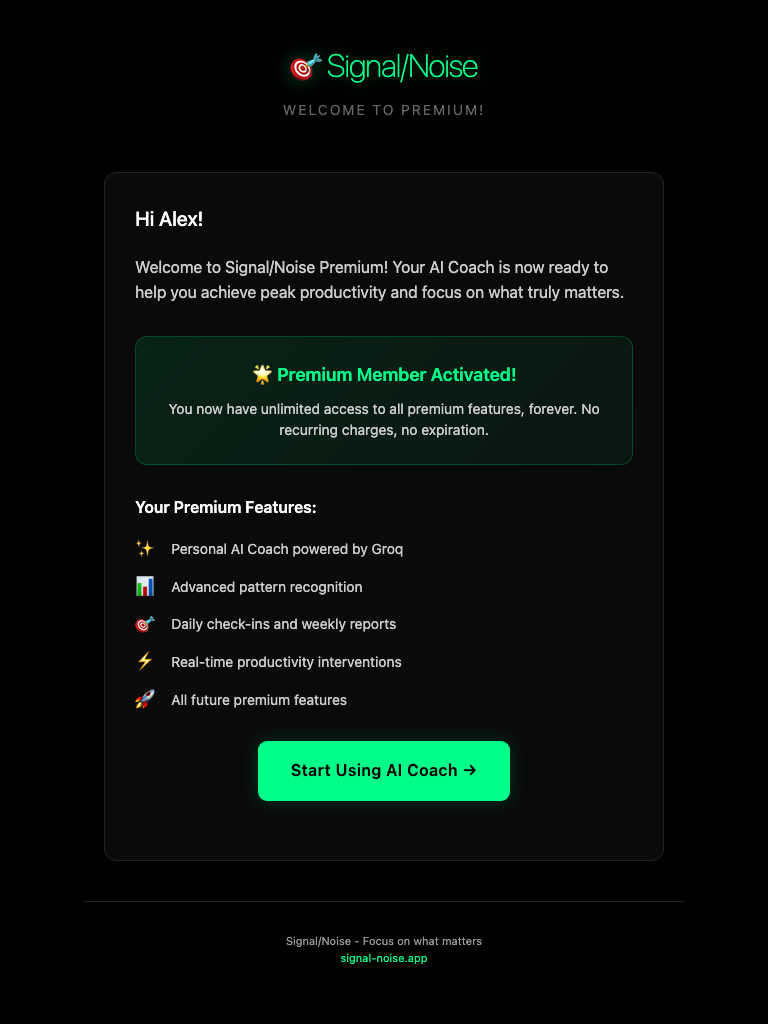 🎯 Signal/Noise
WELCOME TO PREMIUM!
Hi Alex!
Welcome to Signal/Noise Premium! Your AI Coach is now ready to
help you achieve peak productivity and focus on what truly matters.
🌟 Premium Member Activated!
You now have unlimited access to all premium features, forever. No
recurring charges, no expiration.
Your Premium Features:
✨ Personal AI Coach powered by Groq
📊 Advanced pattern recognition
🎯 Daily check-ins and weekly reports
⚡ Real-time productivity interventions
🚀 All future premium features
Start Using AI Coach →
Signal/Noise - Focus on what matters
signal-noise.app